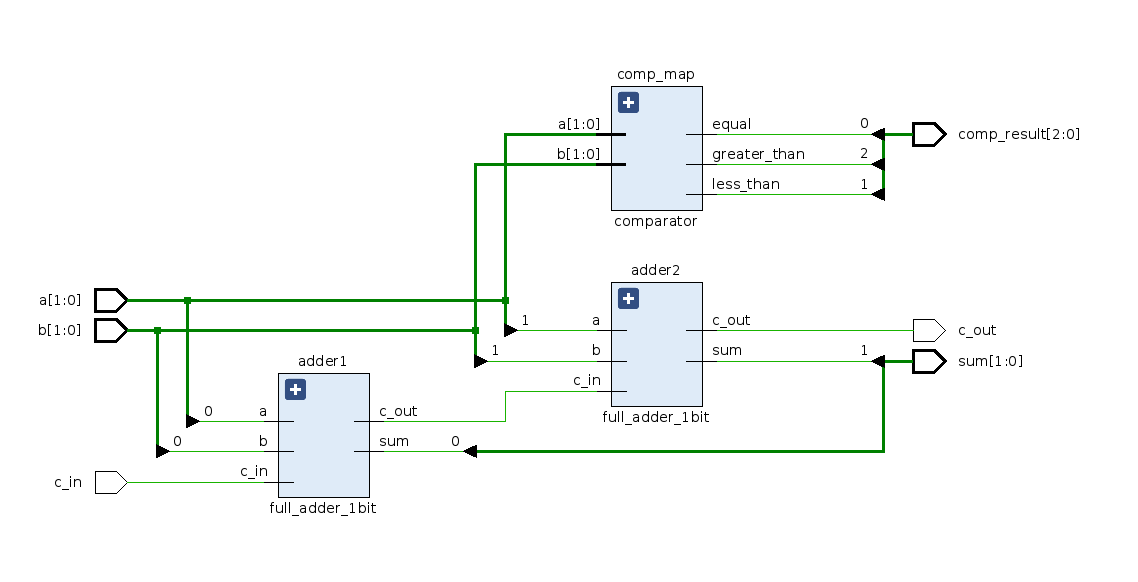 comp_map
a[1:0]
b[1:0]
equal
0
greater_than
2
less_than
1
comp_result[2:0]
comparator
adder2
a[1:0]
b[1:0]
1
a
1
b
c_in
c_out
sum
1
c_out
sum[1:0]
full_adder_1bit
adder1
0
a
0
b
c_in
c_in
c_out
sum
0
full_adder_1bit